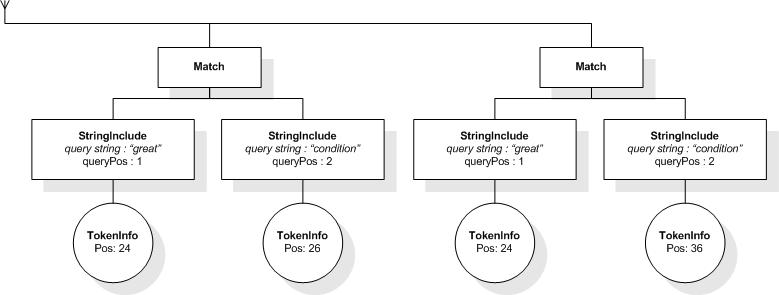 Match
Match
StringInclude
query string : “great”
queryPos : 1
StringInclude
query string : “condition”
queryPos : 2
StringInclude
query string : “great”
queryPos : 1
StringInclude
query string : “condition”
queryPos : 2
TokenInfo
Pos: 24
TokenInfo
Pos: 26
TokenInfo
Pos: 24
TokenInfo
Pos: 36